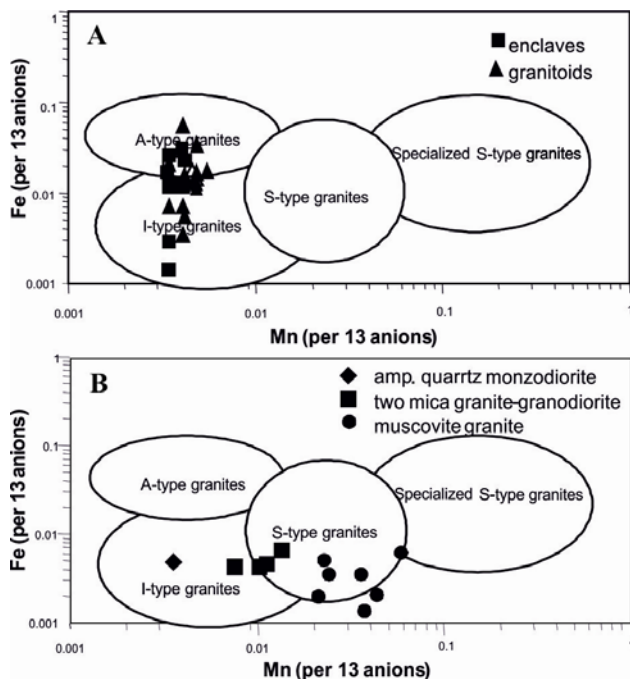 A
1
0.1
0.01
0.001
Fe (per 13 anions)
enclaves
granitoids
A-type granites
Specialized S-type granites
S-type granites
I-type granites
0.001 0.01 0.1 1
Mn (per 13 anions)
B
1
0.1
0.01
0.001
Fe (per 13 anions)
amp. quarrtz monzodiorite
two mica granite-granodiorite
muscovite granite
A-type granites
Specialized S-type granites
S-type granites
I-type granites
0.001 0.01 0.1 1
Mn (per 13 anions)